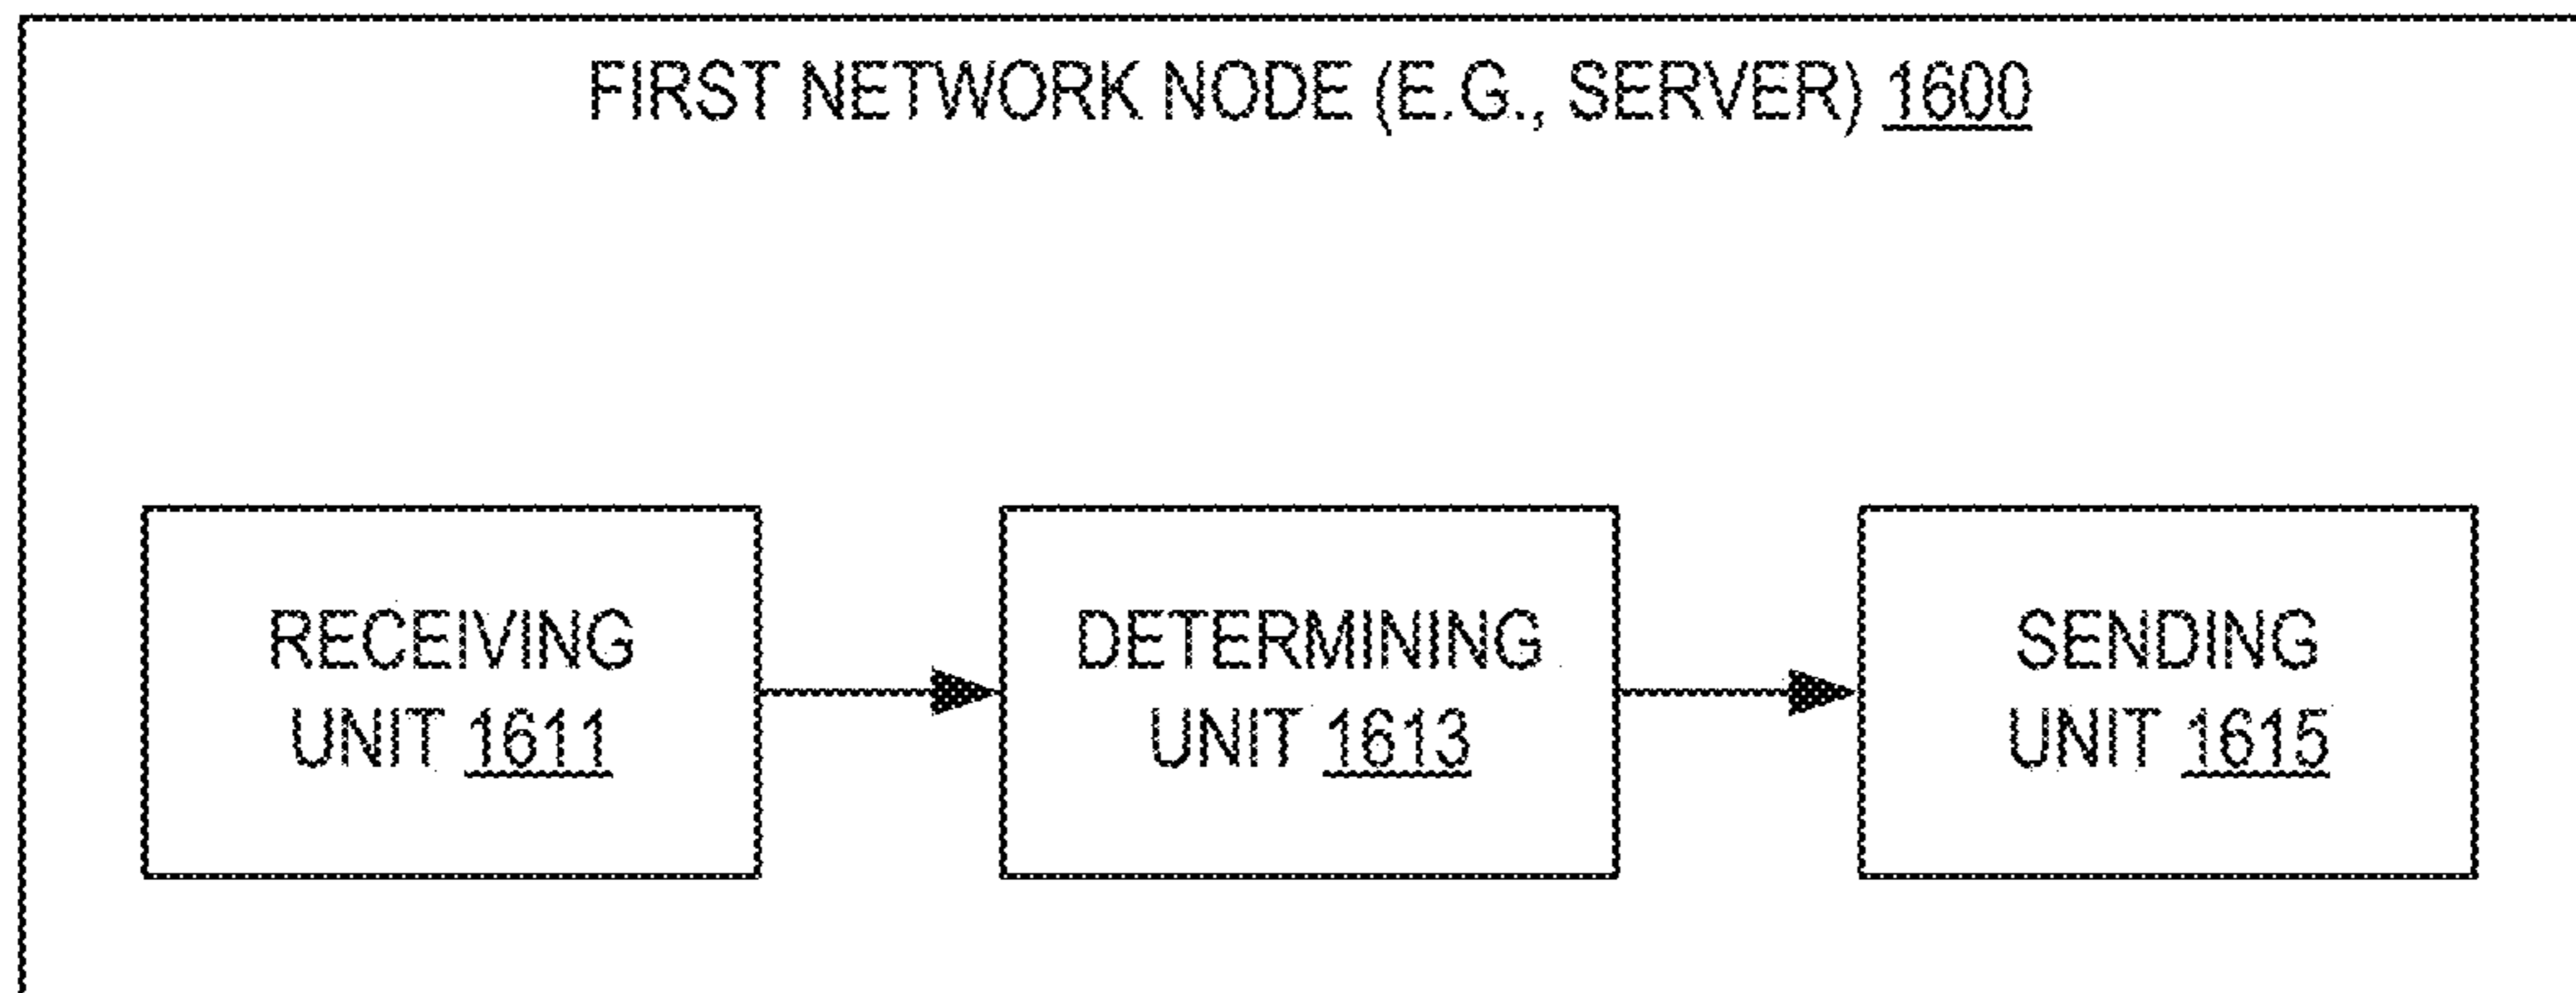 FIRST NETWORK NODE (E.G., SERVER) 1600
RECEIVING
UNIT 1611
DETERMINING
UNIT 1613
SENDING
UNIT 1615